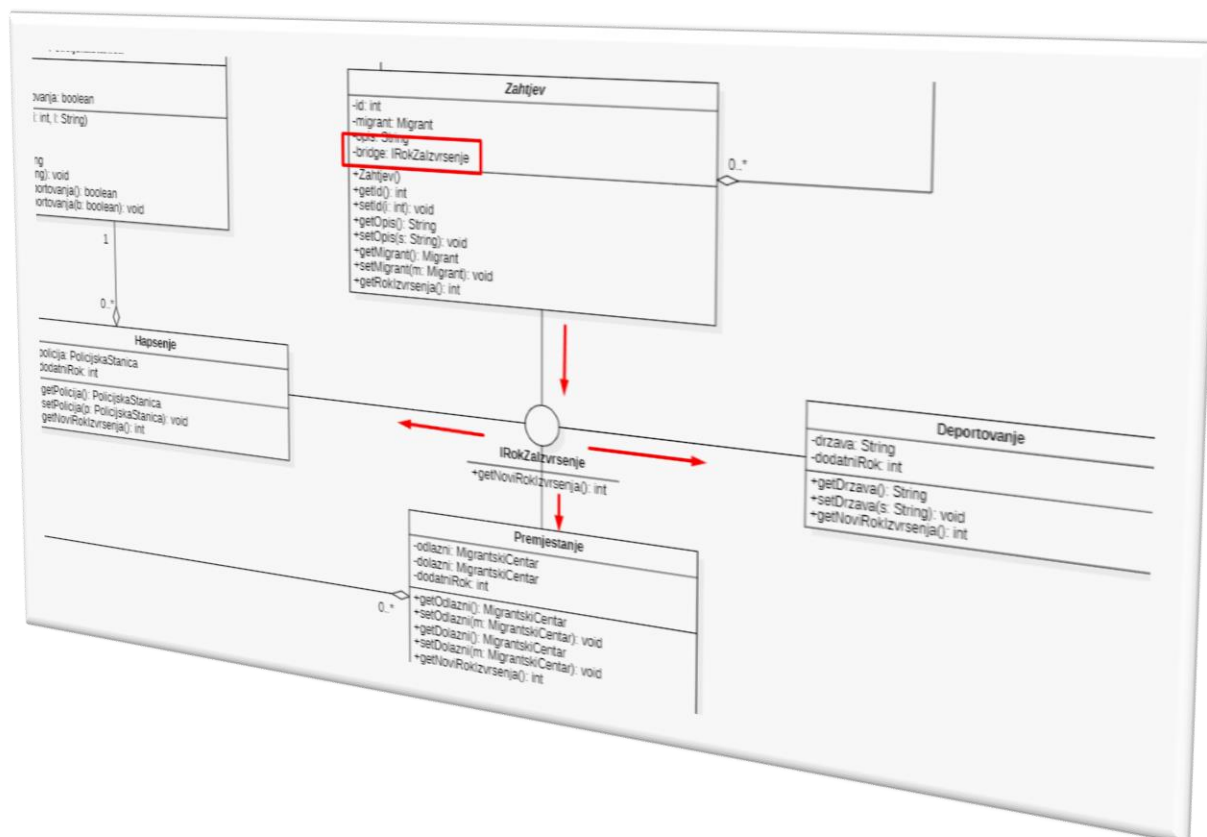 vanja: boolean
i: int, l: String)
ng
ng): void
portovanja(): boolean
portovanja(b: boolean): void
1
0..*
Zahtjev
-id: int
-migrant: Migrant
-opis: String
-bridge: IRokZaIzvrsenje
+Zahtjev()
+getId(): int
+setId(i: int): void
+getOpis(): String
+setOpis(s: String): void
+getMigrant(): Migrant
+setMigrant(m: Migrant): void
+getRokIzvrsenja(): int
0..*
Hapsenje
policija: PolicijskaStanica
dodatniRok: int
getPolicija(): PolicijskaStanica
setPolicija(p: PolicijskaStanica): void
getNoviRokIzvrsenja(): int
IRokZaIzvrsenje
+getNoviRokIzvrsenja(): int
Deportovanje
-drzava: String
-dodatniRok: int
+getDrzava(): String
+setDrzava(s: String): void
+getNoviRokIzvrsenja(): int
0..*
Premjestanje
-odlazni: MigrantskiCentar
-dolazni: MigrantskiCentar
-dodatniRok: int
+getOdlazni(): MigrantskiCentar
+setOdlazni(m: MigrantskiCentar): void
+getDolazni(): MigrantskiCentar
+setDolazni(m: MigrantskiCentar): void
+getNoviRokIzvrsenja(): int